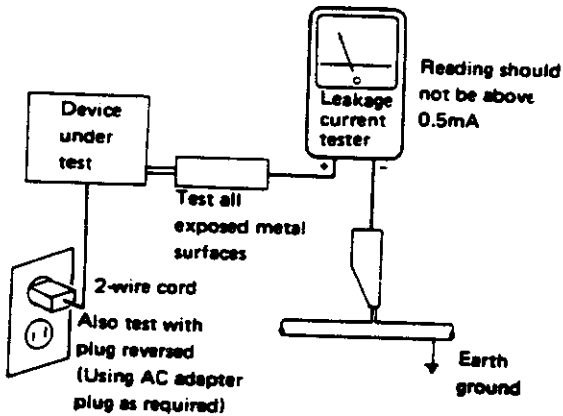 Device
under
test
Leakage
current
tester
+ -
Reading should
not be above
0.5mA
Test all
exposed metal
surfaces
2-wire cord
Also test with
plug reversed
(Using AC adapter
plug as required)
Earth
ground